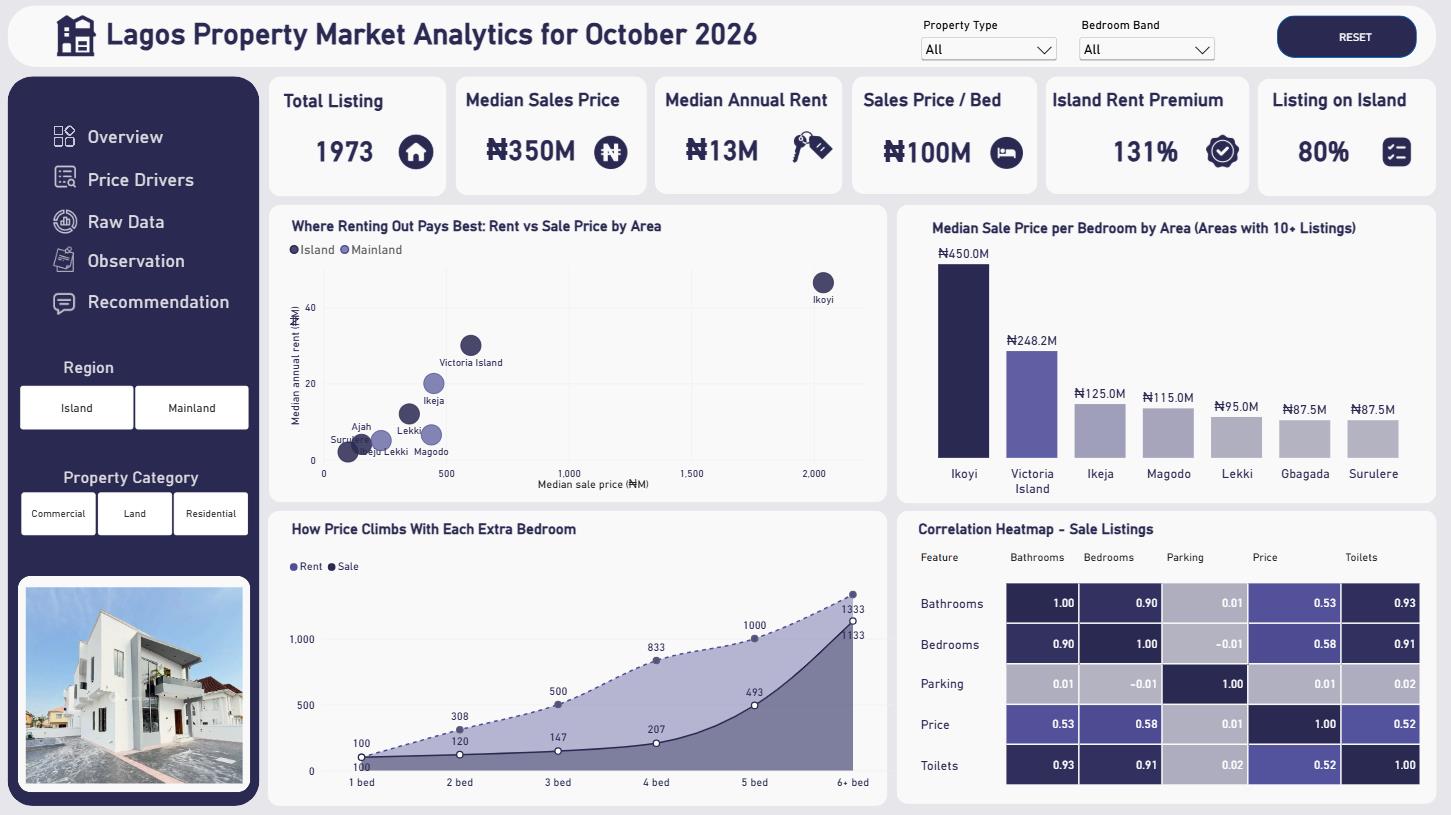 Lagos Property Market Analytics for October 2026
Property Type
All
Bedroom Band
All
RESET
Overview
Price Drivers
Raw Data
Observation
Recommendation
Region
Island
Mainland
Property Category
Commercial
Land
Residential
Total Listing
1973
Median Sales Price
₦350M
Median Annual Rent
₦13M
Sales Price / Bed
₦100M
Island Rent Premium
131%
Listing on Island
80%
Where Renting Out Pays Best: Rent vs Sale Price by Area
Island Mainland
Median annual rent (₦M)
40
20
0
Ikoyi
Victoria Island
Ikeja
Lekki
Magodo
Ajah
Surulere
Lekki
0 500 1,000 1,500 2,000
Median sale price (₦M)
Median Sale Price per Bedroom by Area (Areas with 10+ Listings)
₦450.0M
₦248.2M
₦125.0M
₦115.0M
₦95.0M
₦87.5M
₦87.5M
Ikoyi Victoria Ikeja Magodo Lekki Gbagada Surulere
Island
How Price Climbs With Each Extra Bedroom
Rent Sale
1,000
500
0
100 308 500 833 1000 1333
100 120 147 207 493 1133
1 bed 2 bed 3 bed 4 bed 5 bed 6+ bed
Correlation Heatmap - Sale Listings
Feature Bathrooms Bedrooms Parking Price Toilets
Bathrooms 1.00 0.90 0.01 0.53 0.93
Bedrooms 0.90 1.00 -0.01 0.58 0.91
Parking 0.01 -0.01 1.00 0.01 0.02
Price 0.53 0.58 0.01 1.00 0.52
Toilets 0.93 0.91 0.02 0.52 1.00